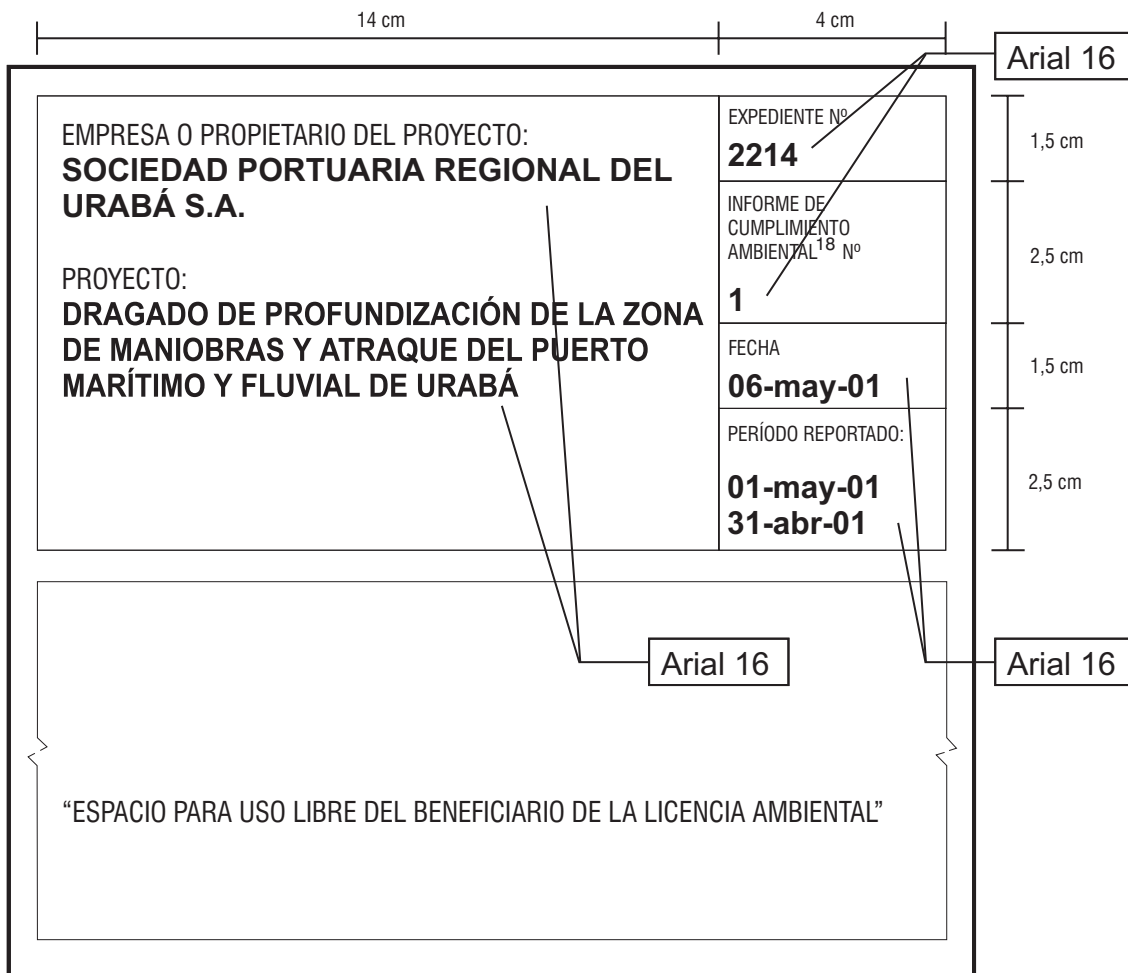 14 cm
4 cm
Arial 16
EMPRESA O PROPIETARIO DEL PROYECTO:
SOCIEDAD PORTUARIA REGIONAL DEL
URABÁ S.A.
PROYECTO:
DRAGADO DE PROFUNDIZACIÓN DE LA ZONA
DE MANIOBRAS Y ATRAQUE DEL PUERTO
MARÍTIMO Y FLUVIAL DE URABÁ
EXPEDIENTE Nº
2214
INFORME DE
CUMPLIMIENTO
AMBIENTAL18 Nº
1
FECHA
06-may-01
PERÍODO REPORTADO:
01-may-01
31-abr-01
1,5 cm
2,5 cm
1,5 cm
2,5 cm
Arial 16
Arial 16
“ESPACIO PARA USO LIBRE DEL BENEFICIARIO DE LA LICENCIA AMBIENTAL”